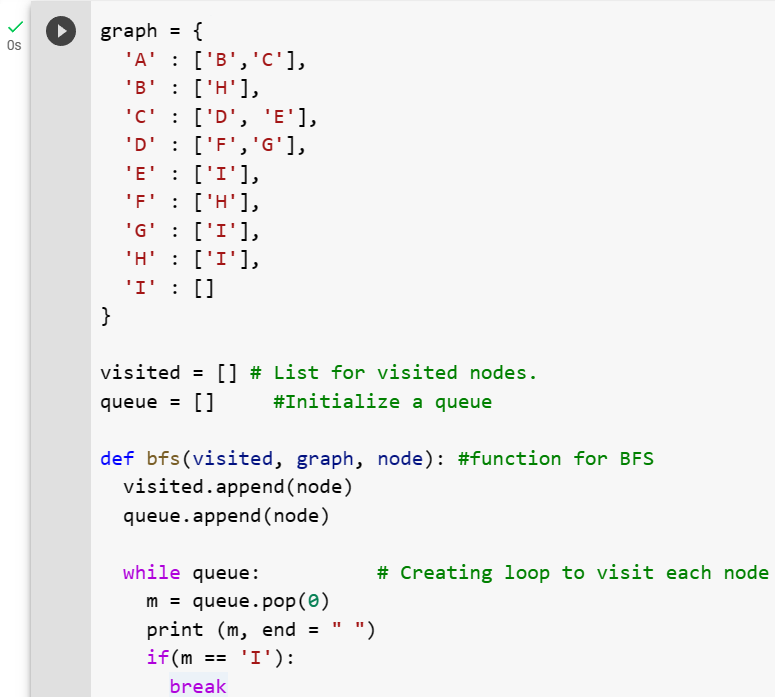 0s
graph = {
  'A' : ['B','C'],
  'B' : ['H'],
  'C' : ['D', 'E'],
  'D' : ['F','G'],
  'E' : ['I'],
  'F' : ['H'],
  'G' : ['I'],
  'H' : ['I'],
  'I' : []
}
visited = [] # List for visited nodes.
queue = []     #Initialize a queue
def bfs(visited, graph, node): #function for BFS
  visited.append(node)
  queue.append(node)
  while queue:          # Creating loop to visit each node
    m = queue.pop(0)
    print (m, end = " ")
    if(m == 'I'):
      break